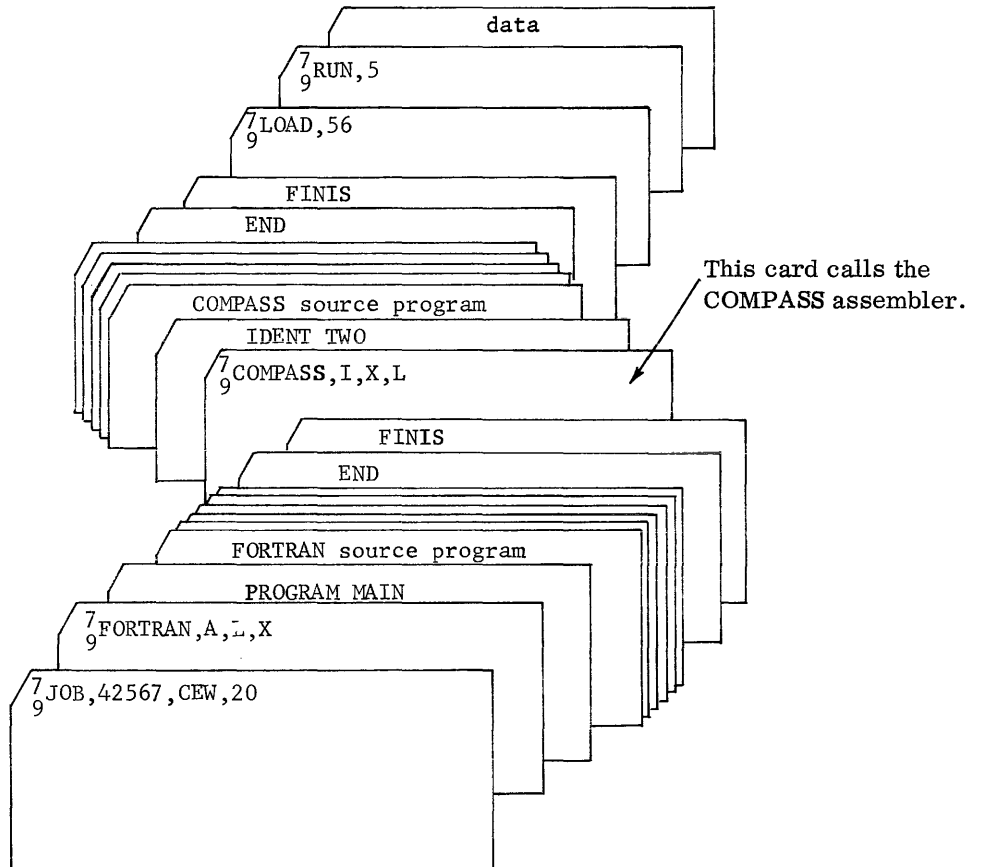 data
7
9RUN,5
7
9LOAD,56
FINIS
END
COMPASS source program
IDENT TWO
7
9COMPASS,I,X,L
This card calls the
COMPASS assembler.
FINIS
END
FORTRAN source program
PROGRAM MAIN
7
9FORTRAN,A,L,X
7
9JOB,42567,CEW,20